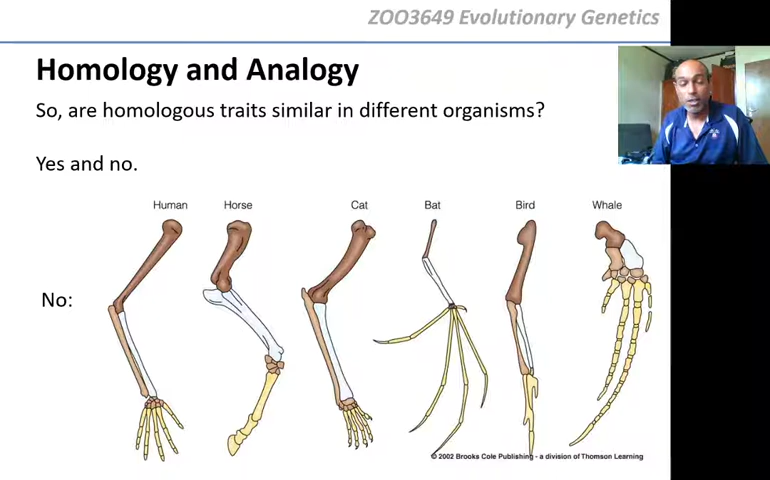 ZOO3649 Evolutionary Genetics
Homology and Analogy
So, are homologous traits similar in different organisms?
Yes and no.
Human Horse Cat Bat Bird Whale
No:
© 2002 Brooks Cole Publishing - a division of Thomson Learning